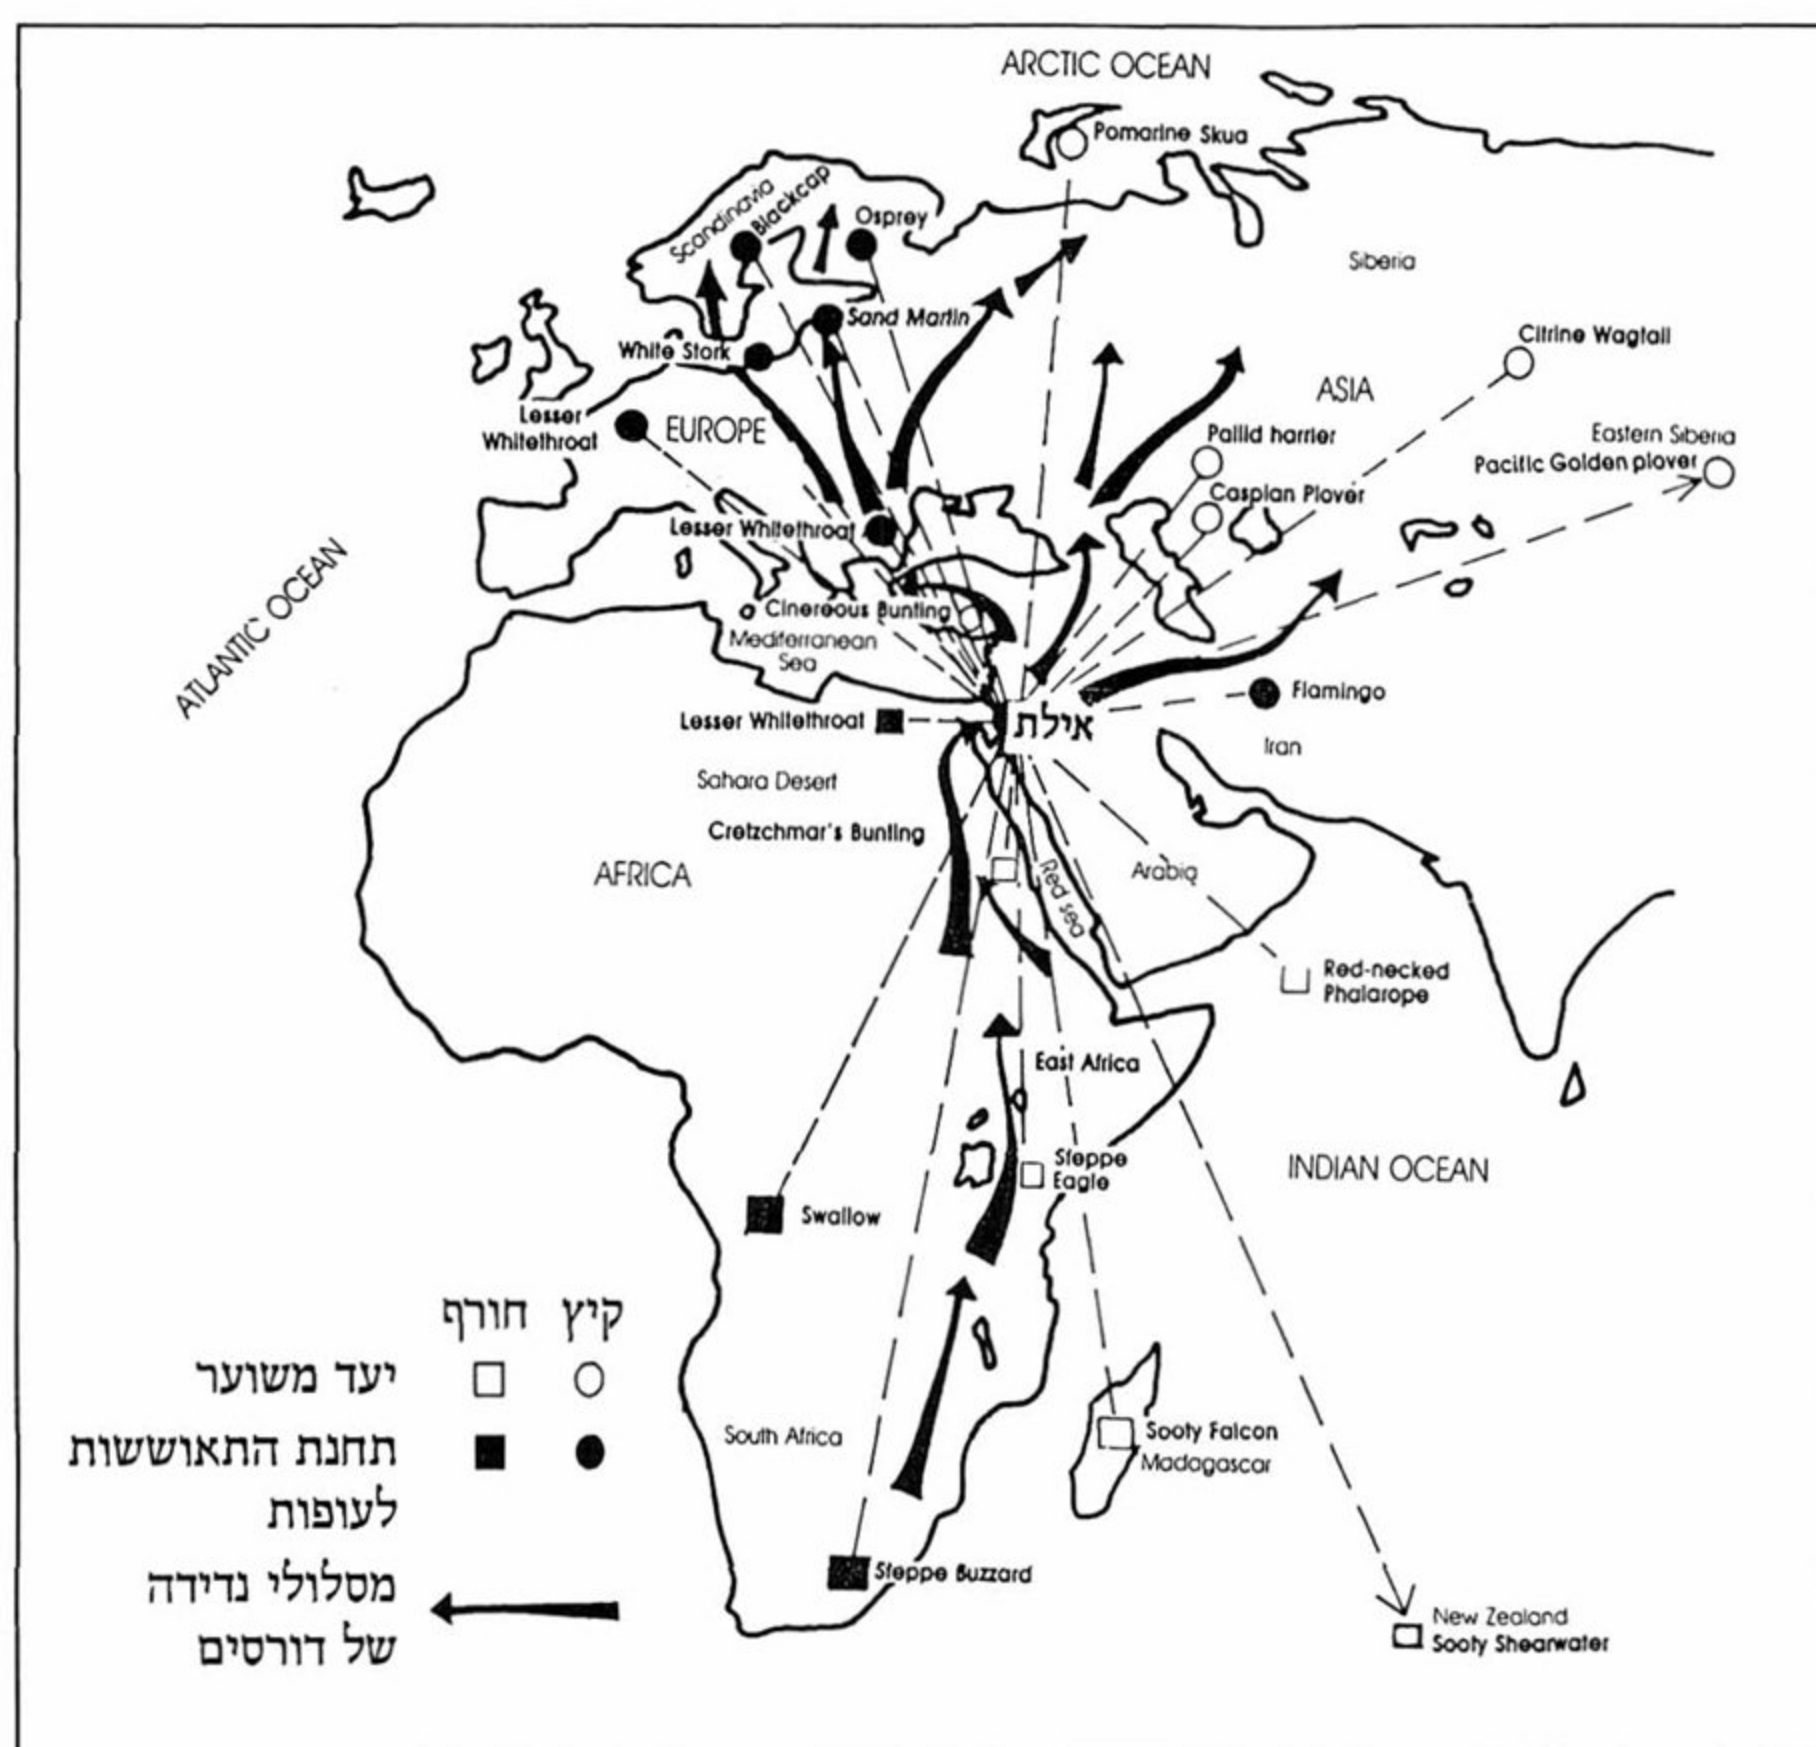 ARCTIC OCEAN
Pomarine Skua
Scandinavia
Blackcap
Osprey
Siberia
Sand Martin
White Stork
Citrine Wagtail
ASIA
Lesser
Whitethroat
EUROPE
Pallid harrier
Eastern Siberia
Pacific Golden plover
Caspian Plover
Lesser Whitethroat
ATLANTIC OCEAN
Cinereous Bunting
Mediterranean
Sea
Flamingo
Lesser Whitethroat
אילת
Iran
Sahara Desert
Cretzchmar's Bunting
AFRICA
Red sea
Arabia
Red-necked
Phalarope
East Africa
Steppe
Eagle
INDIAN OCEAN
Swallow
קיץ חורף
יעד משוער
תחנת התאוששות
לעופות
מסלולי נדידה
של דורסים
South Africa
Sooty Falcon
Madagascar
Steppe Buzzard
New Zealand
Sooty Shearwater